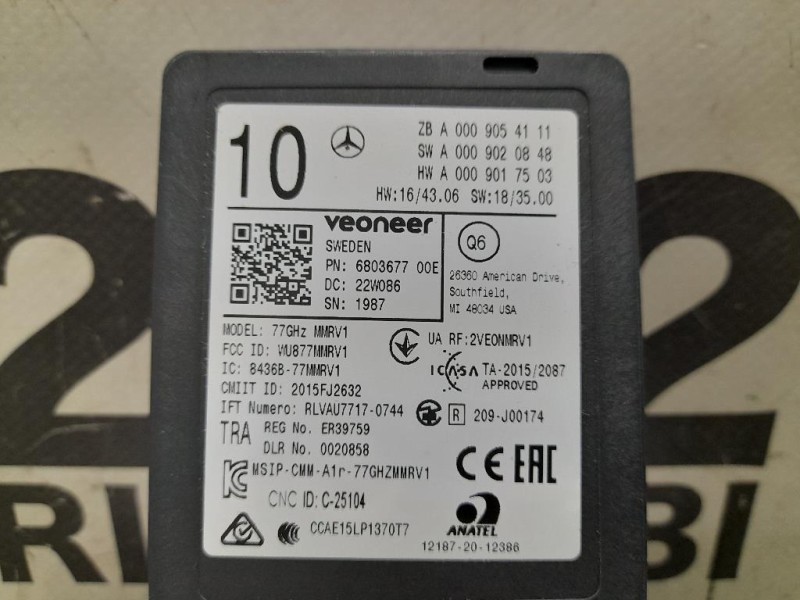 10
ZB A 000 905 41 11
SW A 000 902 08 48
HW A 000 901 75 03
HW:16/43.06 SW:18/35.00
veoneer
SWEDEN
PN: 6803677 00E
DC: 22W086
SN: 1987
Q6
26360 American Drive,
Southfield,
MI 48034 USA
MODEL: 77GHz MMRV1
FCC ID: WU877MMRV1
IC: 8436B-77MMRV1
CMIIT ID: 2015FJ2632
IFT Numero: RLVAU7717-0744
TRA REG No. ER39759
DLR No. 0020858
MSIP-CMM-A1r-77GHZMMRV1
CNC ID: C-25104
CCAE15LP1370T7
UA RF:2VEONMRV1
ICASA TA-2015/2087
APPROVED
R 209-J00174
CE EAC
ANATEL
12187-20-12386
2
2
RI
BI